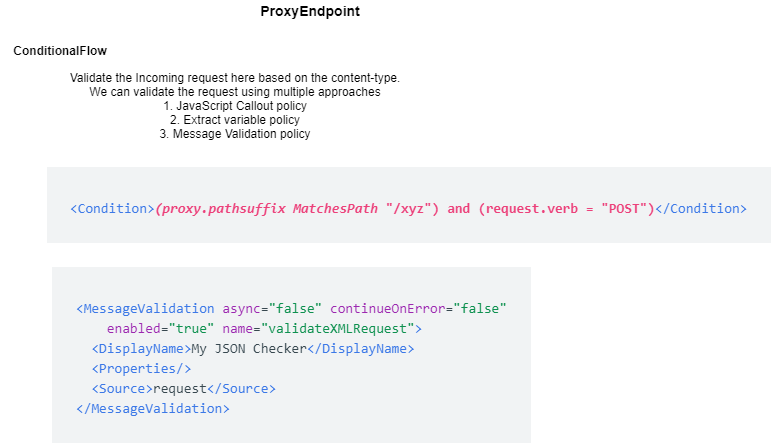 ProxyEndpoint
ConditionalFlow
Validate the Incoming request here based on the content-type.
We can validate the request using multiple approaches
1. JavaScript Callout policy
2. Extract variable policy
3. Message Validation policy
<Condition>(proxy.pathsuffix MatchesPath "/xyz") and (request.verb = "POST")</Condition>
<MessageValidation async="false" continueOnError="false"
enabled="true" name="validateXMLRequest">
<DisplayName>My JSON Checker</DisplayName>
<Properties/>
<Source>request</Source>
</MessageValidation>